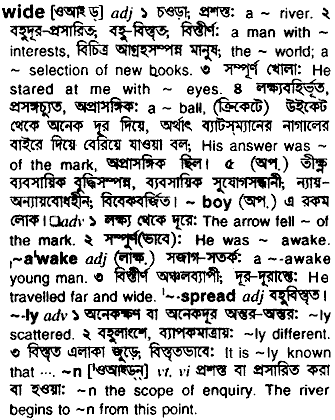 wide [ওআইড্] adj ১ চওড়া; প্রশস্ত: a ~ river. ২
বহুদূর-প্রসারিত; বহু-বিস্তৃত; বিস্তীর্ণ: a man with ~
interests, বিচিত্র আগ্রহসম্পন্ন মানুষ; the ~ world; a
~ selection of new books. ৩ সম্পূর্ণ খোলা: He
stared at me with ~ eyes. ৪ লক্ষ্যবহির্ভূত,
প্রসঙ্গচ্যুত, অপ্রাসঙ্গিক: a ~ ball, (ক্রিকেটে) উইকেট
থেকে অনেক দূর দিয়ে, অর্থাৎ ব্যাটসম্যানের নাগালের
বাইরে দিয়ে বেরিয়ে যাওয়া বল; His answer was ~
of the mark, অপ্রাসঙ্গিক ছিল। ৫ (অপ.) তীক্ষ্ণ
ব্যবসায়িক বুদ্ধিসম্পন্ন, ব্যবসায়িক সুযোগসন্ধানী; ন্যায়-
অন্যায়বোধহীন; বিবেকবর্জিত। ~ boy (অপ.) এ রকম
লোক। □adv ১ লক্ষ্য থেকে দূরে: The arrow fell ~ of
the mark. ২ সম্পূর্ণ(ভাবে): He was ~ awake.
,~-a'wake adj (লাক্ষ.) সজাগ-সতর্ক: a ~-awake
young man. ৩ বিস্তীর্ণ অঞ্চলব্যাপী; দূর-দূরান্তে: He
travelled far and wide. '~-spread adj বহুবিস্তৃত।
~·ly adv ১ অনেকক্ষণ বা অনেকদূর অন্তর-অন্তর: ~ly
scattered. ২ বহুলাংশে, ব্যাপকমাত্রায়: ~ly different.
৩ বিস্তৃত এলাকা জুড়ে, বিস্তৃতভাবে: It is ~ly known
that .... ~n ['ওআইড্‌ন্] vt. vi প্রশস্ত বা প্রসারিত করা
বা হওয়া: ~n the scope of enquiry. The river
begins to ~n from this point.